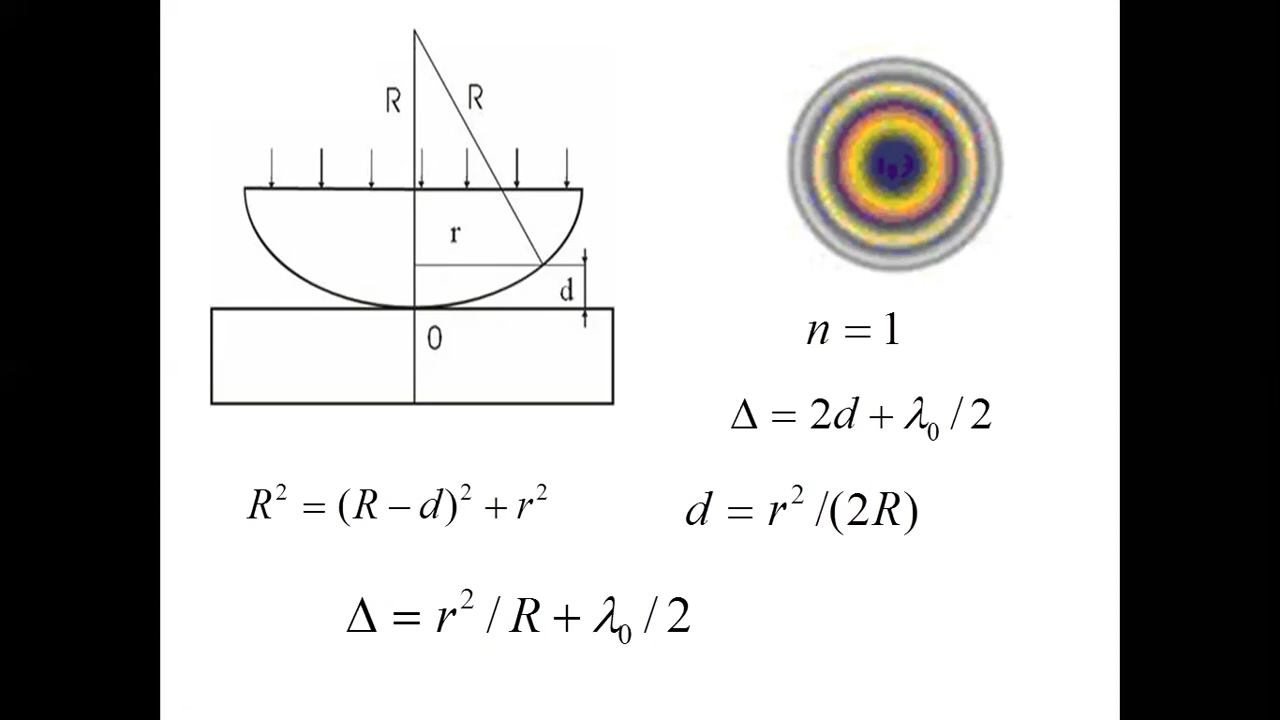 R R
r
d
0
n = 1
Δ = 2d + λ₀ / 2
R² = (R − d)² + r²
d = r² /(2R)
Δ = r² / R + λ₀ / 2